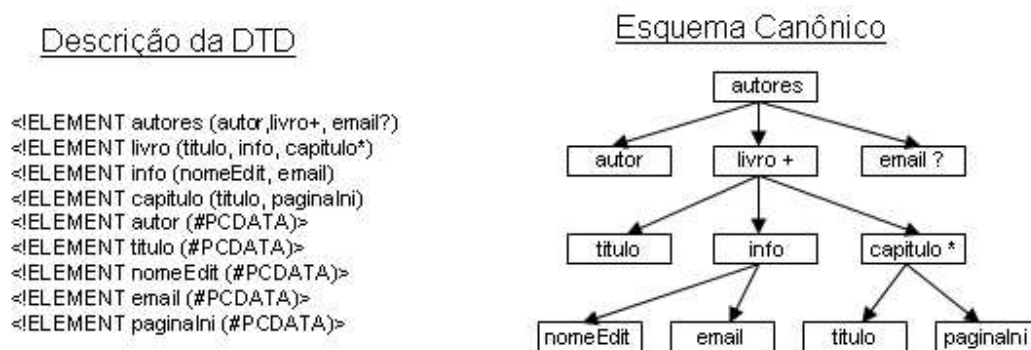 Descrição da DTD
<!ELEMENT autores (autor,livro+, email?)
<!ELEMENT livro (titulo, info, capitulo*)
<!ELEMENT info (nomeEdit, email)
<!ELEMENT capitulo (titulo, paginaIni)
<!ELEMENT autor (#PCDATA)>
<!ELEMENT titulo (#PCDATA)>
<!ELEMENT nomeEdit (#PCDATA)>
<!ELEMENT email (#PCDATA)>
<!ELEMENT paginaIni (#PCDATA)>
Esquema Canônico
autores
autor livro + email ?
titulo info capitulo *
nomeEdit email titulo paginaIni